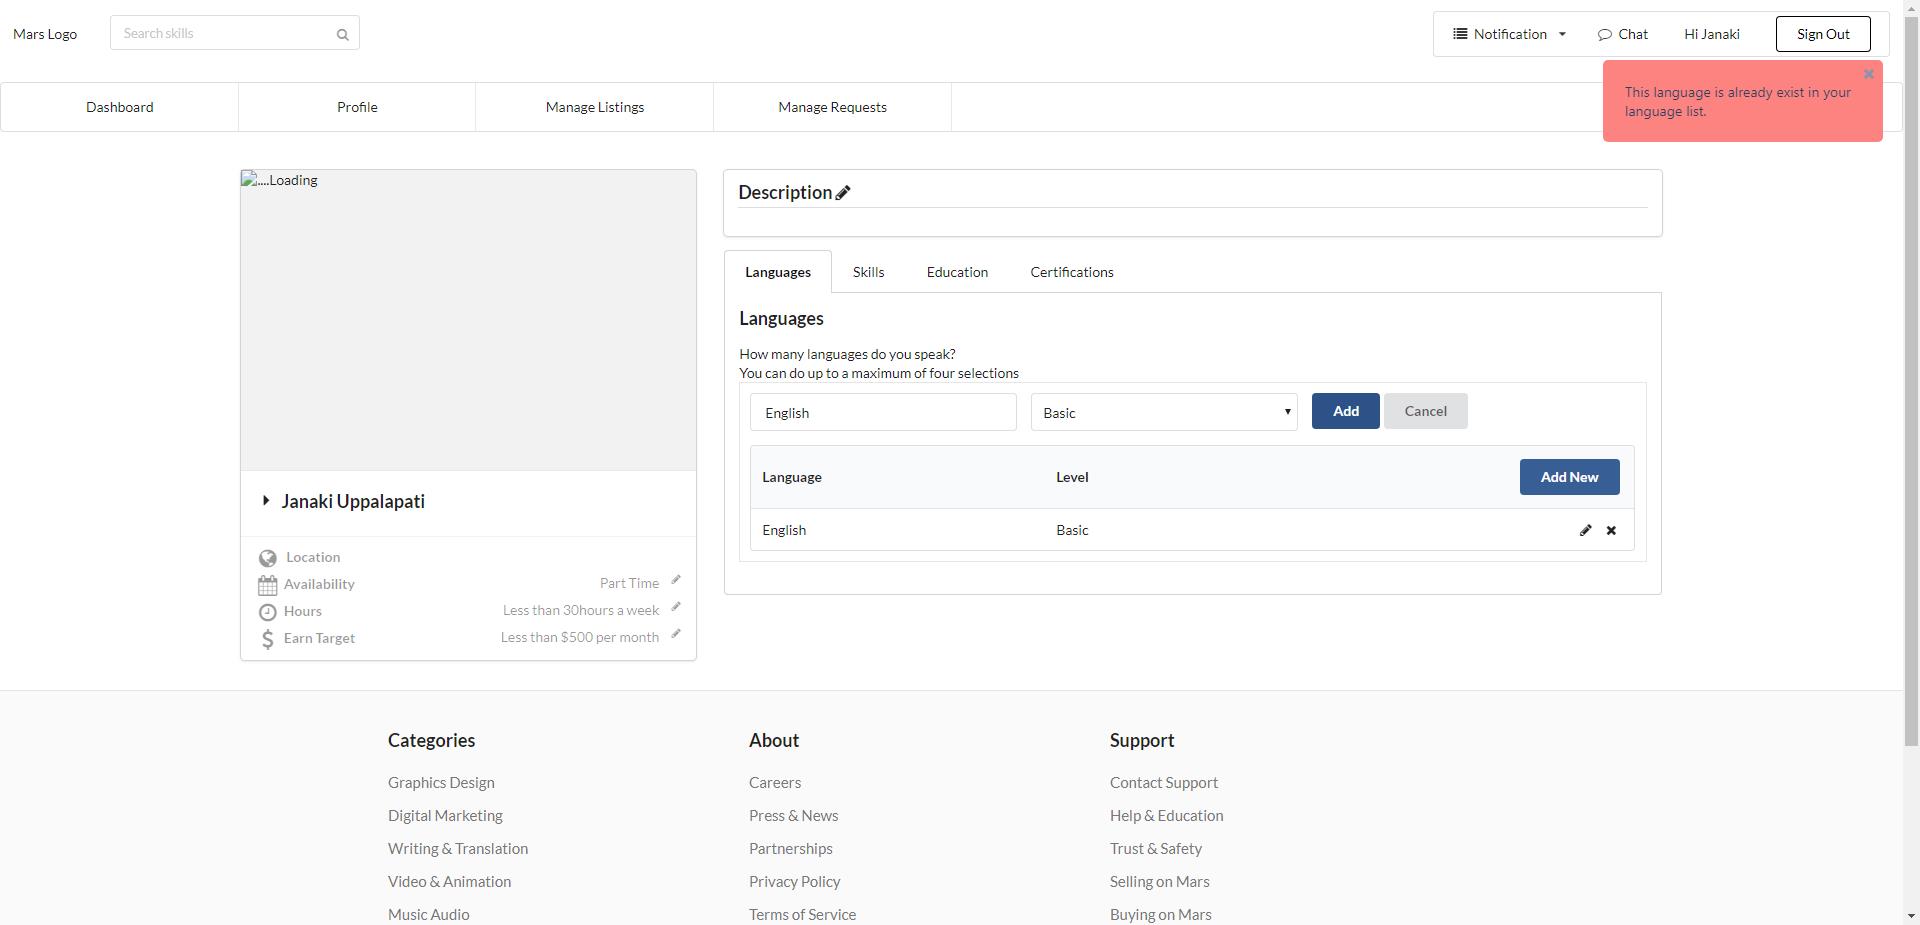 Mars Logo
Search skills
Notification
Chat
Hi Janaki
Sign Out
This language is already exist in your
language list.
Dashboard
Profile
Manage Listings
Manage Requests
....Loading
Janaki Uppalapati
Location
Availability
Part Time
Hours
Less than 30hours a week
Earn Target
Less than $500 per month
Description
Languages
Skills
Education
Certifications
Languages
How many languages do you speak?
You can do up to a maximum of four selections
English
Basic
Add
Cancel
Language
Level
Add New
English
Basic
Categories
Graphics Design
Digital Marketing
Writing & Translation
Video & Animation
Music Audio
About
Careers
Press & News
Partnerships
Privacy Policy
Terms of Service
Support
Contact Support
Help & Education
Trust & Safety
Selling on Mars
Buying on Mars